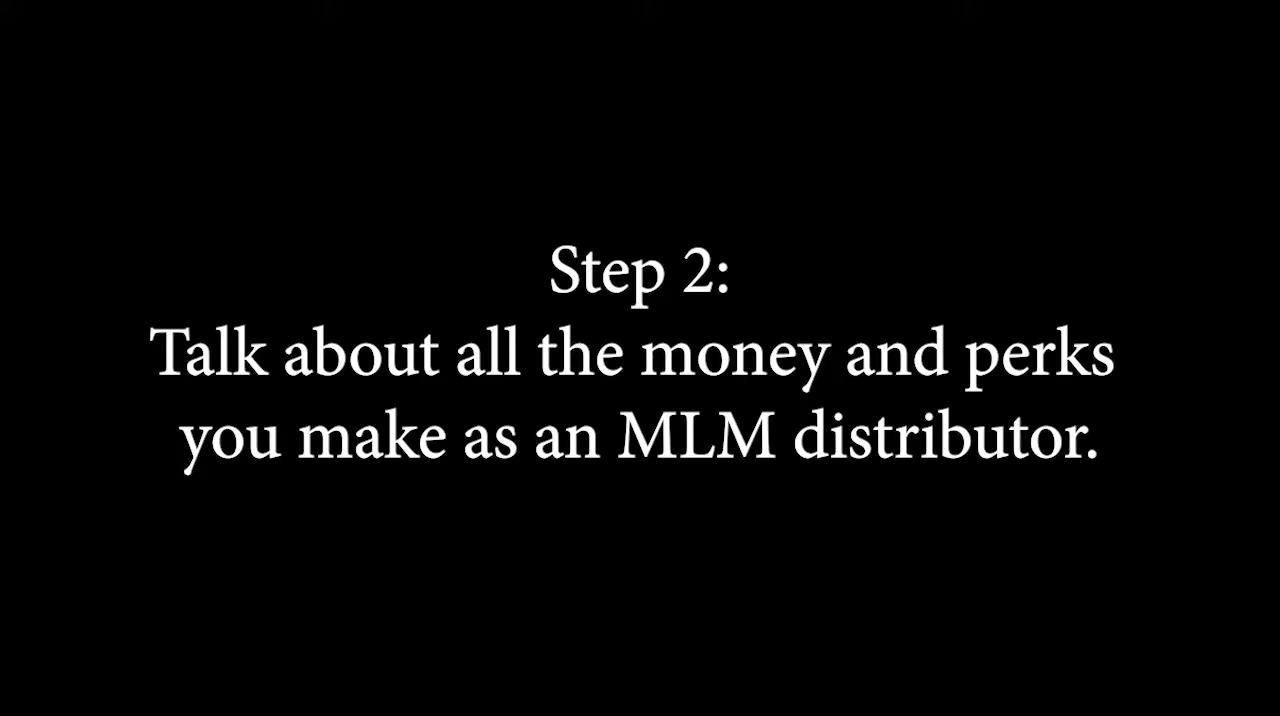 Step 2:
Talk about all the money and perks
you make as an MLM distributor.